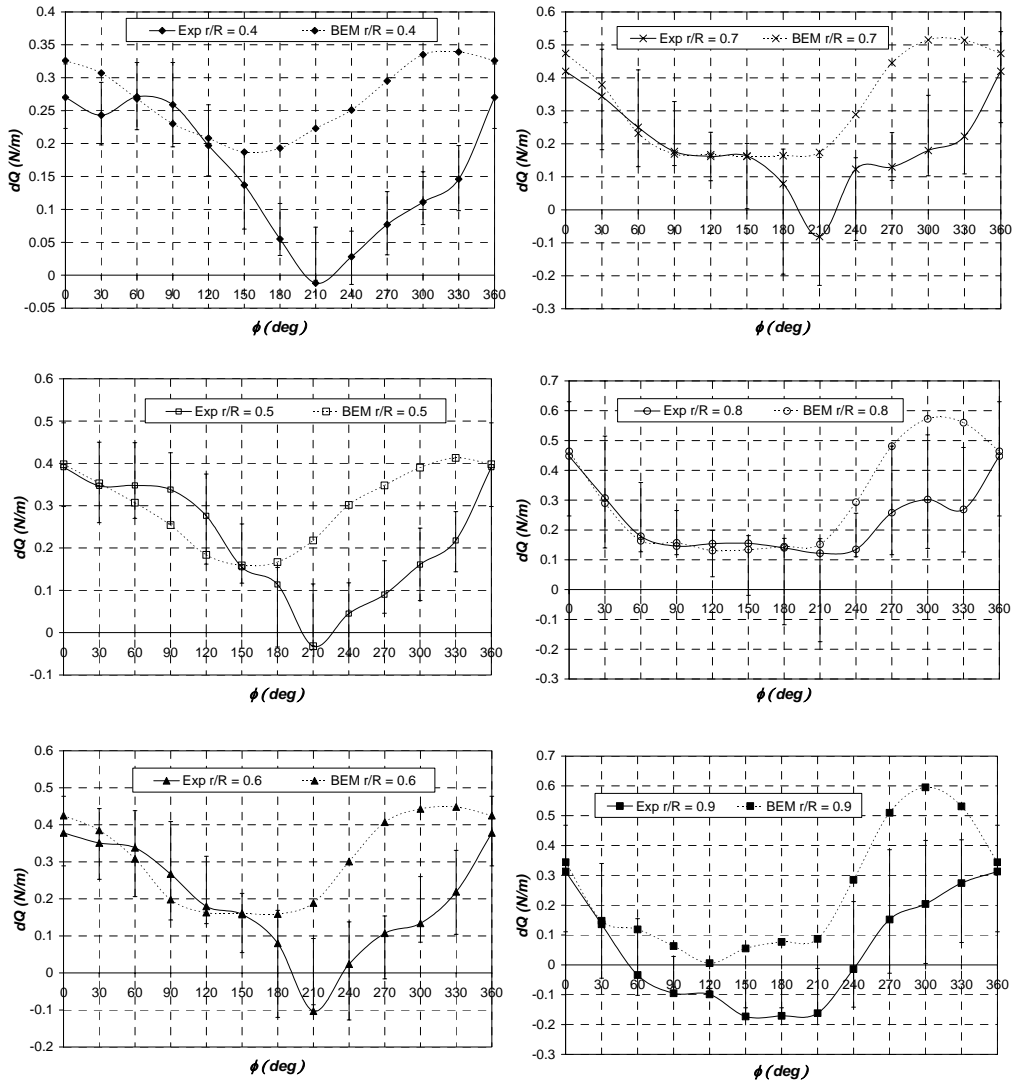 Exp r/R = 0.4 BEM r/R = 0.4
dQ (N/m)
0.4
0.35
0.3
0.25
0.2
0.15
0.1
0.05
0
-0.05
0 30 60 90 120 150 180 210 240 270 300 330 360
ϕ (deg)
Exp r/R = 0.7 BEM r/R = 0.7
dQ (N/m)
0.6
0.5
0.4
0.3
0.2
0.1
0
-0.1
-0.2
-0.3
0 30 60 90 120 150 180 210 240 270 300 330 360
ϕ (deg)
Exp r/R = 0.5 BEM r/R = 0.5
dQ (N/m)
0.6
0.5
0.4
0.3
0.2
0.1
0
-0.1
0 30 60 90 120 150 180 210 240 270 300 330 360
ϕ (deg)
Exp r/R = 0.8 BEM r/R = 0.8
dQ (N/m)
0.7
0.6
0.5
0.4
0.3
0.2
0.1
0
-0.1
-0.2
-0.3
0 30 60 90 120 150 180 210 240 270 300 330 360
ϕ (deg)
Exp r/R = 0.6 BEM r/R = 0.6
dQ (N/m)
0.6
0.5
0.4
0.3
0.2
0.1
0
-0.1
-0.2
0 30 60 90 120 150 180 210 240 270 300 330 360
ϕ (deg)
Exp r/R = 0.9 BEM r/R = 0.9
dQ (N/m)
0.7
0.6
0.5
0.4
0.3
0.2
0.1
0
-0.1
-0.2
-0.3
0 30 60 90 120 150 180 210 240 270 300 330 360
ϕ (deg)